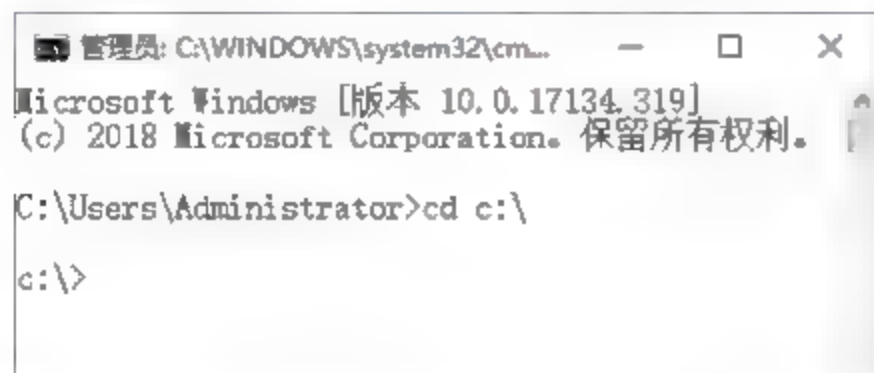 管理员: C:\WINDOWS\system32\cm...
Microsoft Windows [版本 10.0.17134.319]
(c) 2018 Microsoft Corporation。保留所有权利。
C:\Users\Administrator>cd c:\
c:\>